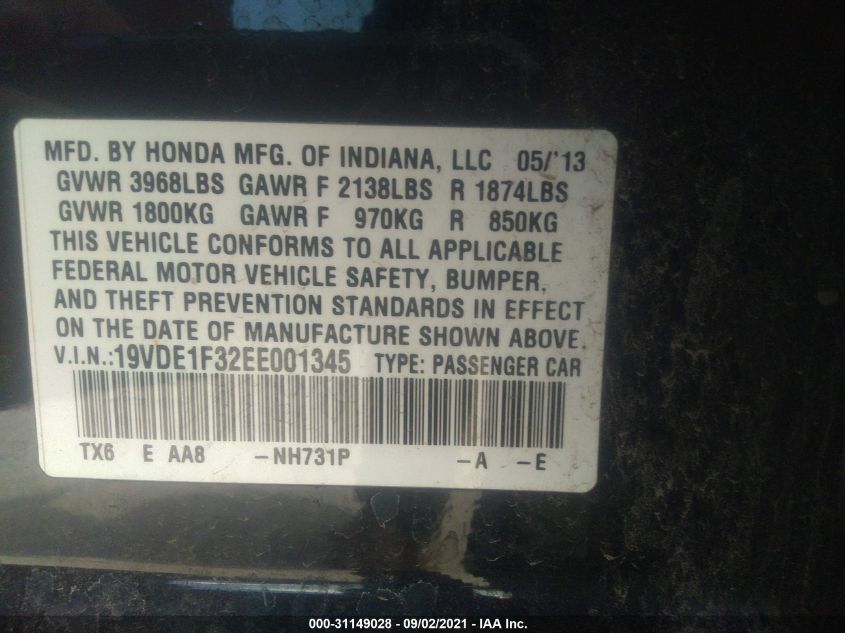 MFD. BY HONDA MFG. OF INDIANA, LLC 05/'13
GVWR 3968LBS GAWR F 2138LBS R 1874LBS
GVWR 1800KG GAWR F 970KG R 850KG
THIS VEHICLE CONFORMS TO ALL APPLICABLE
FEDERAL MOTOR VEHICLE SAFETY, BUMPER,
AND THEFT PREVENTION STANDARDS IN EFFECT
ON THE DATE OF MANUFACTURE SHOWN ABOVE.
V.I.N.:19VDE1F32EE001345 TYPE: PASSENGER CAR
TX6 E AA8 -NH731P -A -E
000-31149028 - 09/02/2021 - IAA Inc.